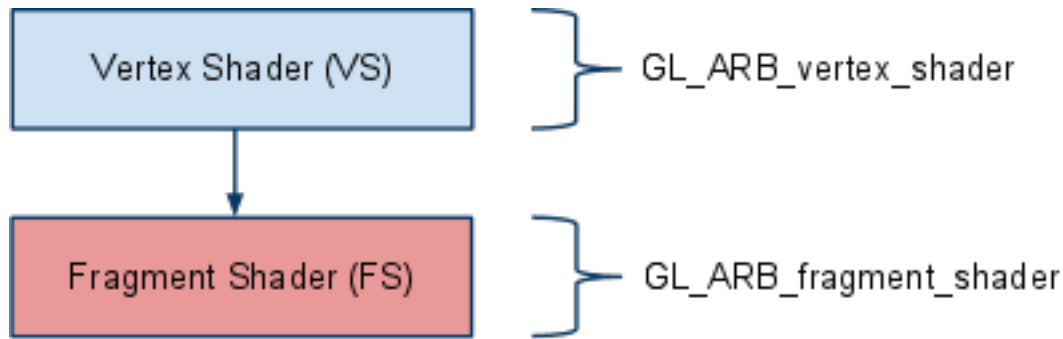 Vertex Shader (VS)
GL_ARB_vertex_shader
Fragment Shader (FS)
GL_ARB_fragment_shader